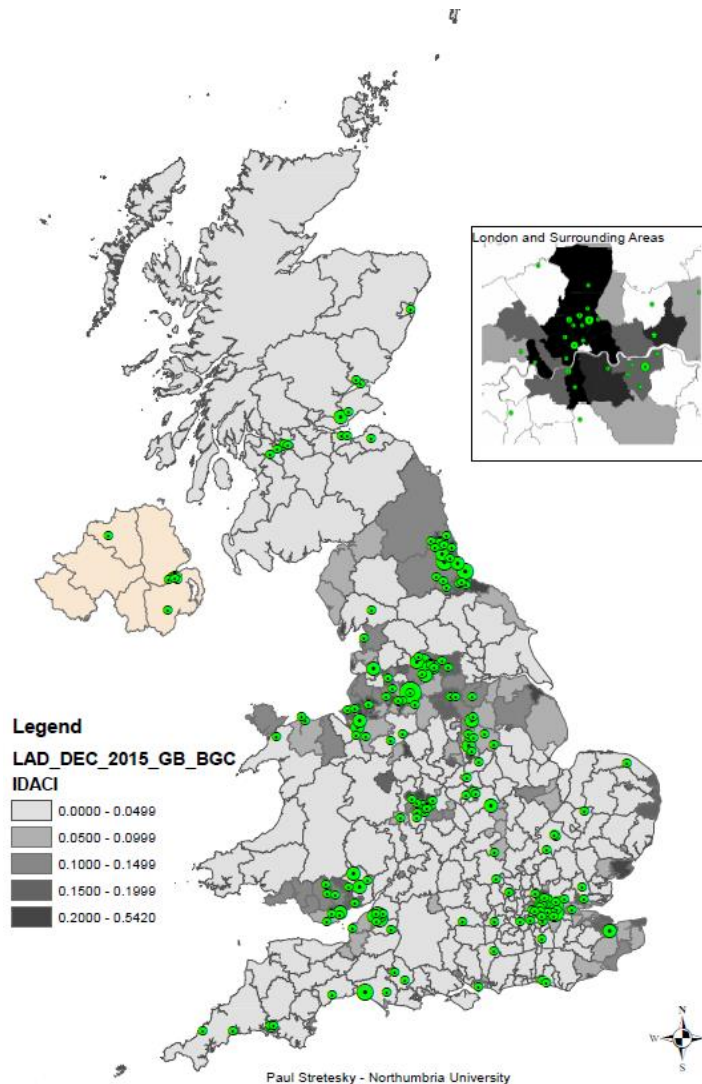 London and Surrounding Areas
Legend
LAD_DEC_2015_GB_BGC
IDACI
0.0000 - 0.0499
0.0500 - 0.0999
0.1000 - 0.1499
0.1500 - 0.1999
0.2000 - 0.5420
N
W E
S
Paul Stretesky - Northumbria University